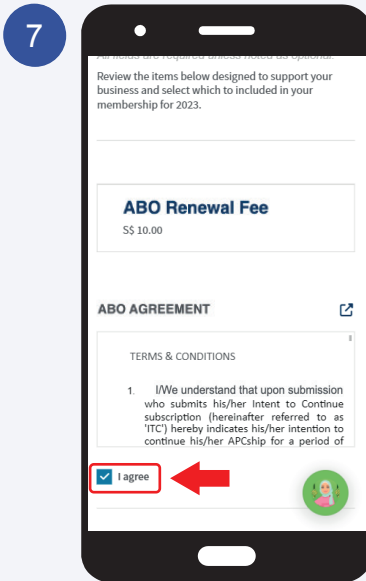 7
All fields are required unless noted as optional.
Review the items below designed to support your
business and select which to included in your
membership for 2023.
ABO Renewal Fee
S$ 10.00
ABO AGREEMENT
TERMS & CONDITIONS
1. I/We understand that upon submission
who submits his/her Intent to Continue
subscription (hereinafter referred to as
'ITC') hereby indicates his/her intention to
continue his/her APCship for a period of
I agree